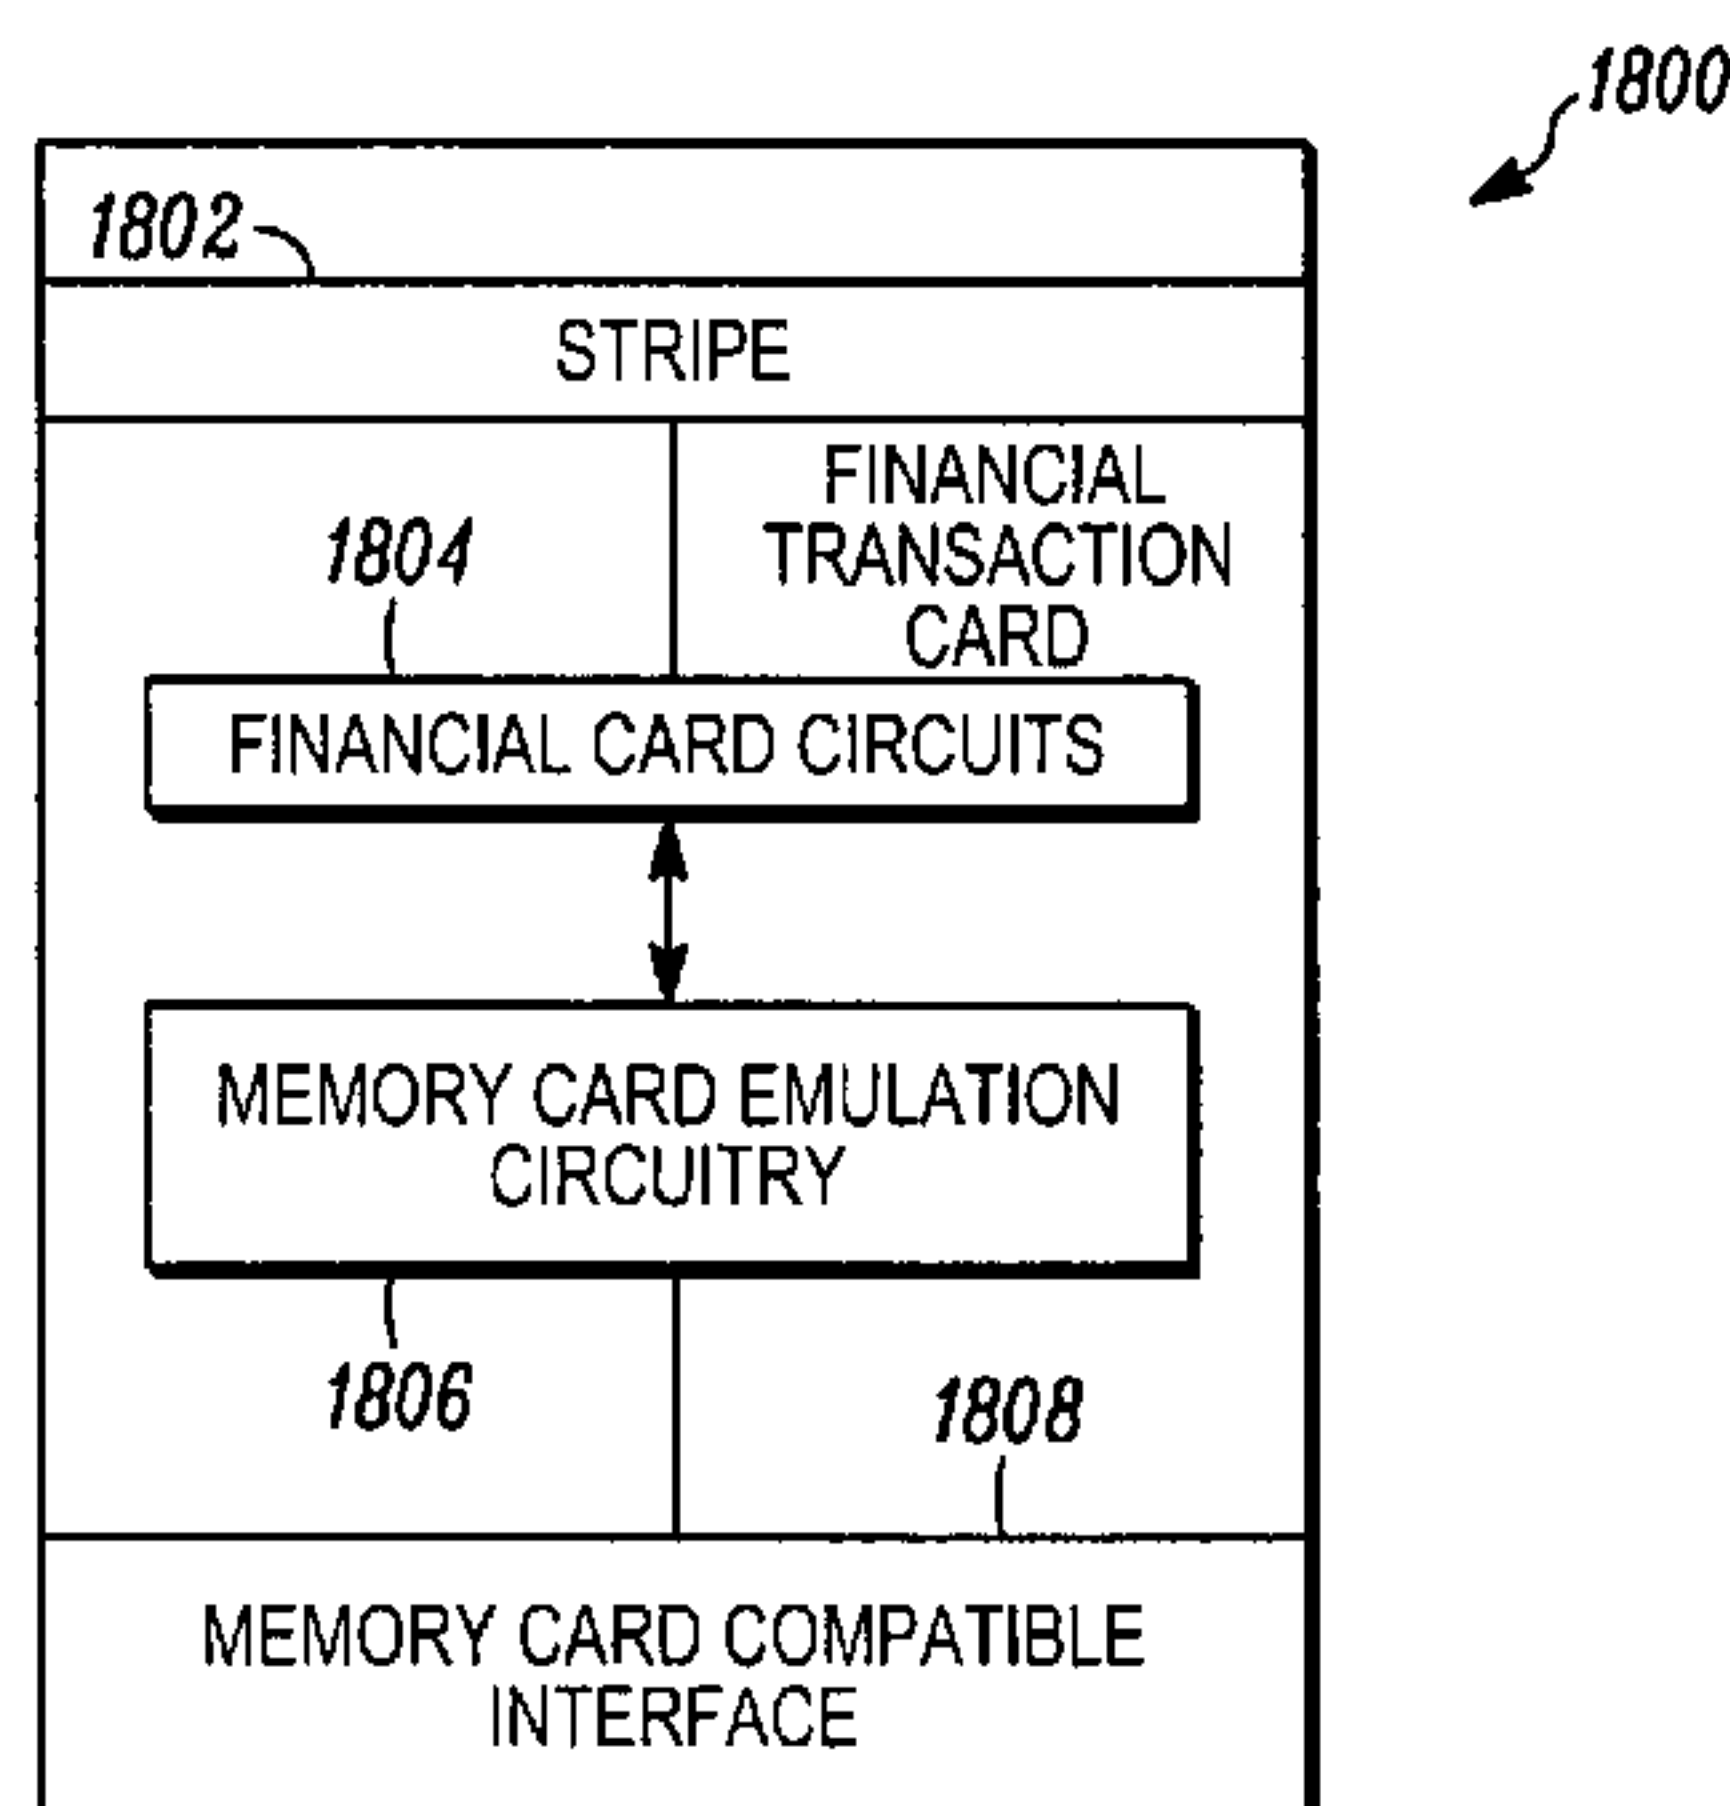 1800
1802
STRIPE
FINANCIAL
TRANSACTION
CARD
1804
FINANCIAL CARD CIRCUITS
MEMORY CARD EMULATION
CIRCUITRY
1806
1808
MEMORY CARD COMPATIBLE
INTERFACE